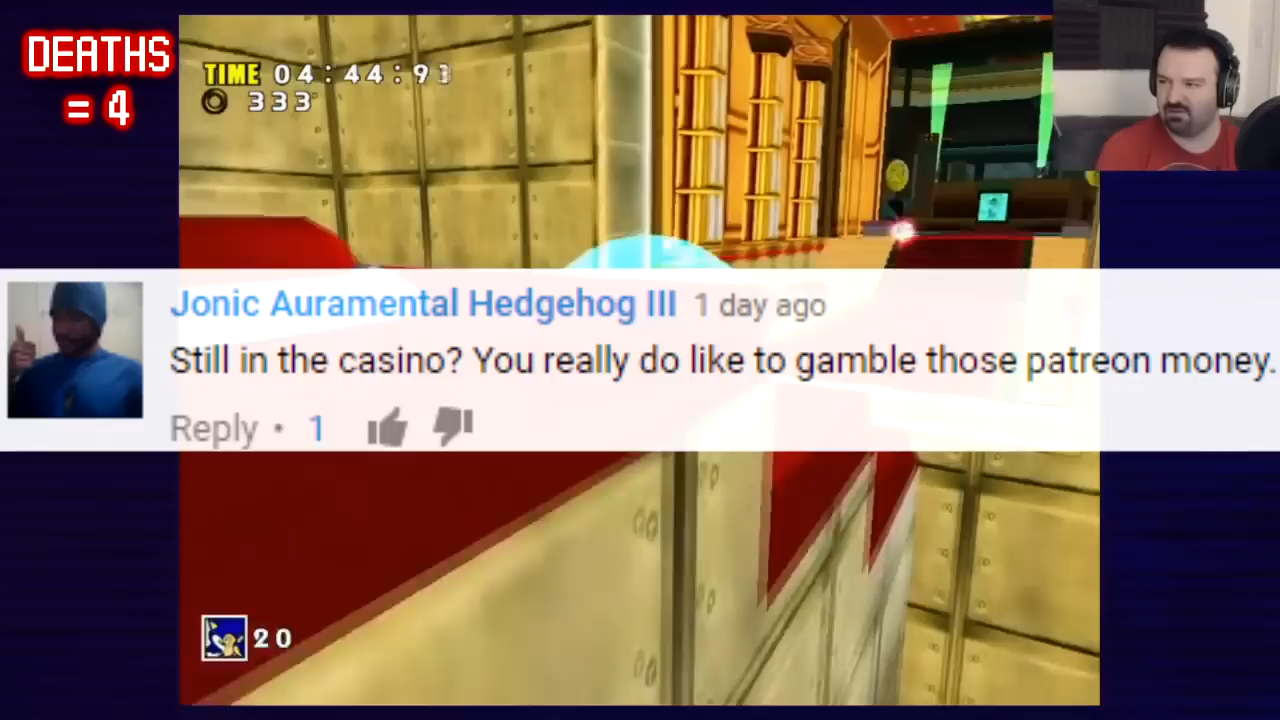 DEATHS
= 4
TIME 04:44:93
333
Jonic Auramental Hedgehog III 1 day ago
Still in the casino? You really do like to gamble those patreon money.
Reply • 1
20